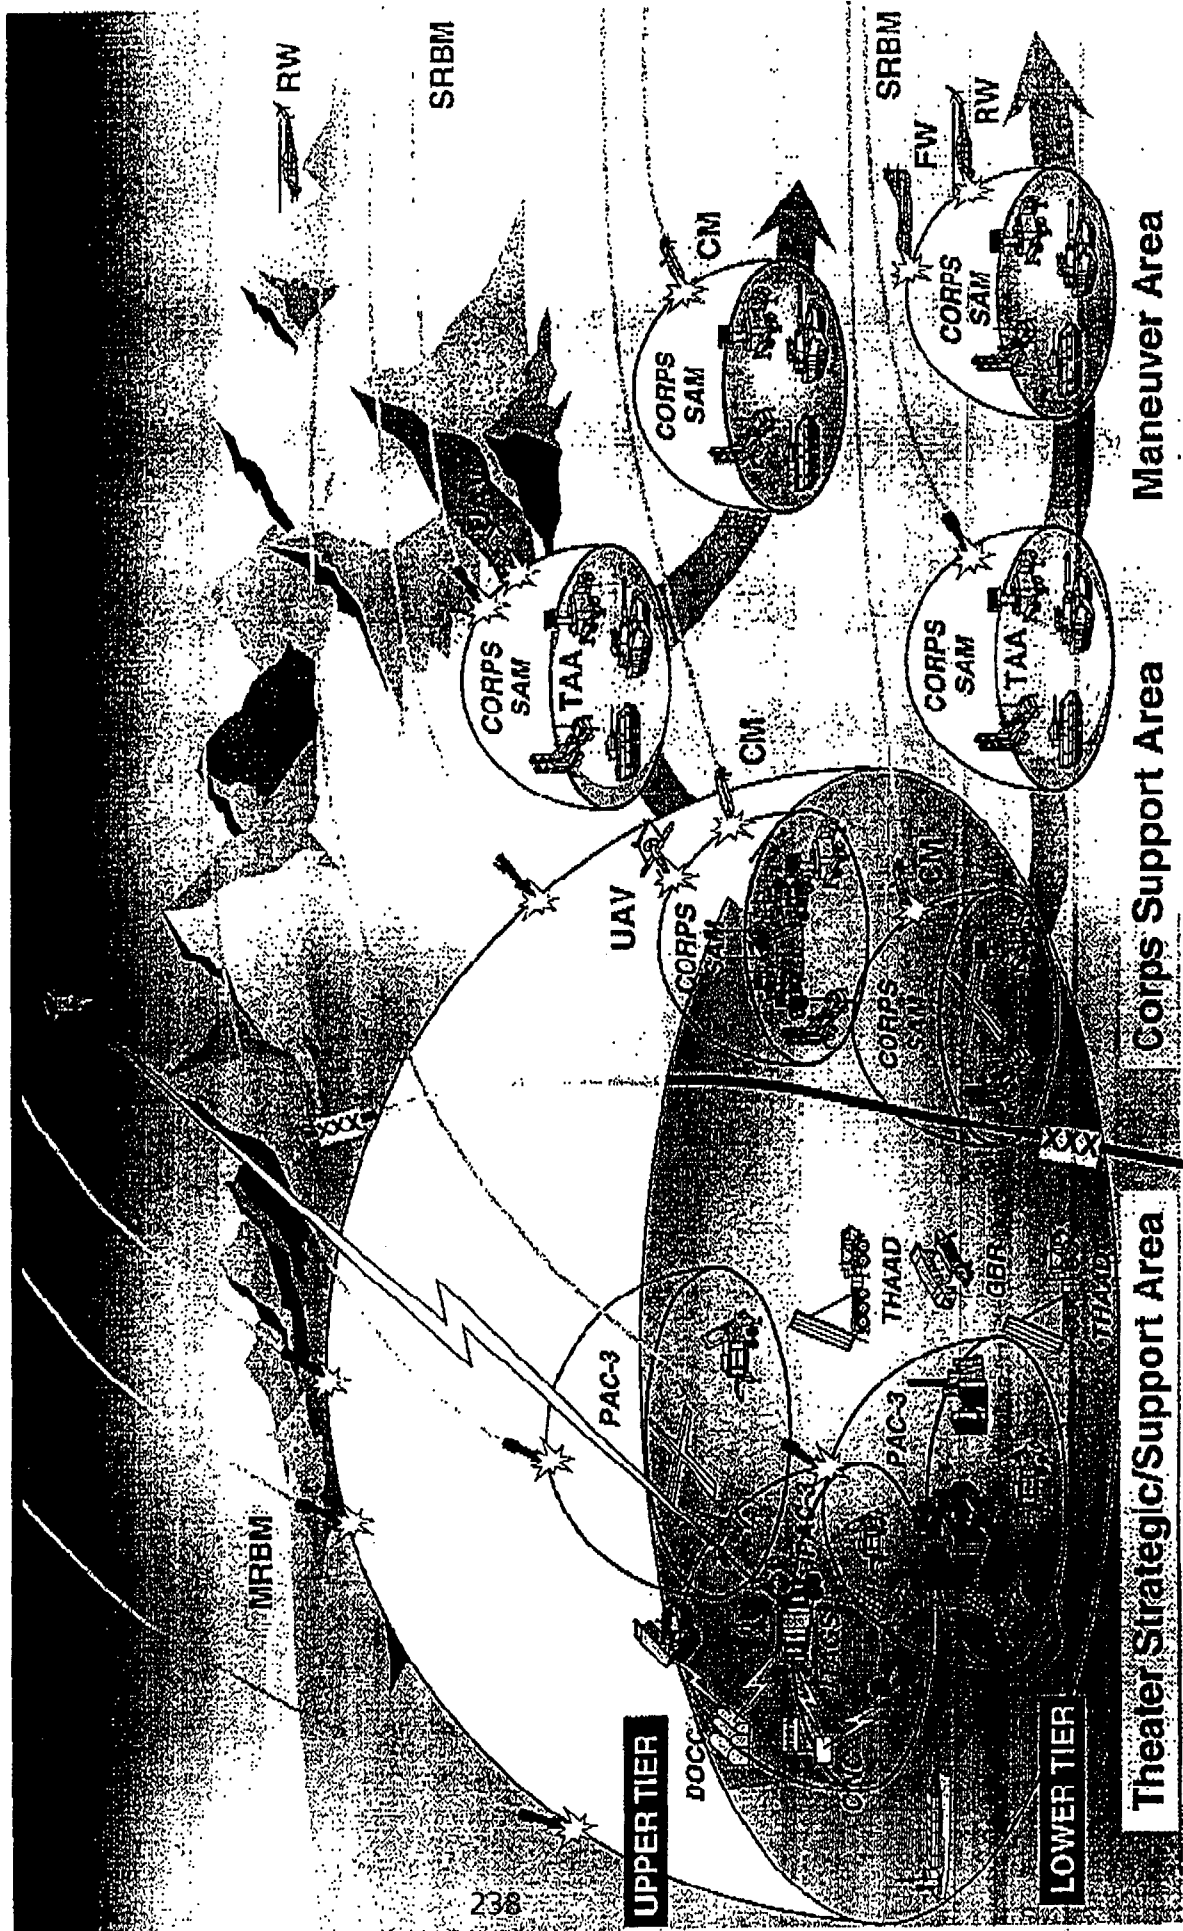 RW
SRBM
SRBM
FW
RW
CM
CORPS
SAM
CORPS
SAM
CORPS
SAM
TAA
CORPS
SAM
TAA
CM
UAV
CORPS
SAM
CM
CORPS
SAM
XXX
XXX
MRBM
PAC-3
THAAD
GBR
THAAD
PAC-3
PAC-3
UPPER TIER
DOCC
LOWER TIER
Theater Strategic/Support Area
Corps Support Area
Maneuver Area
238